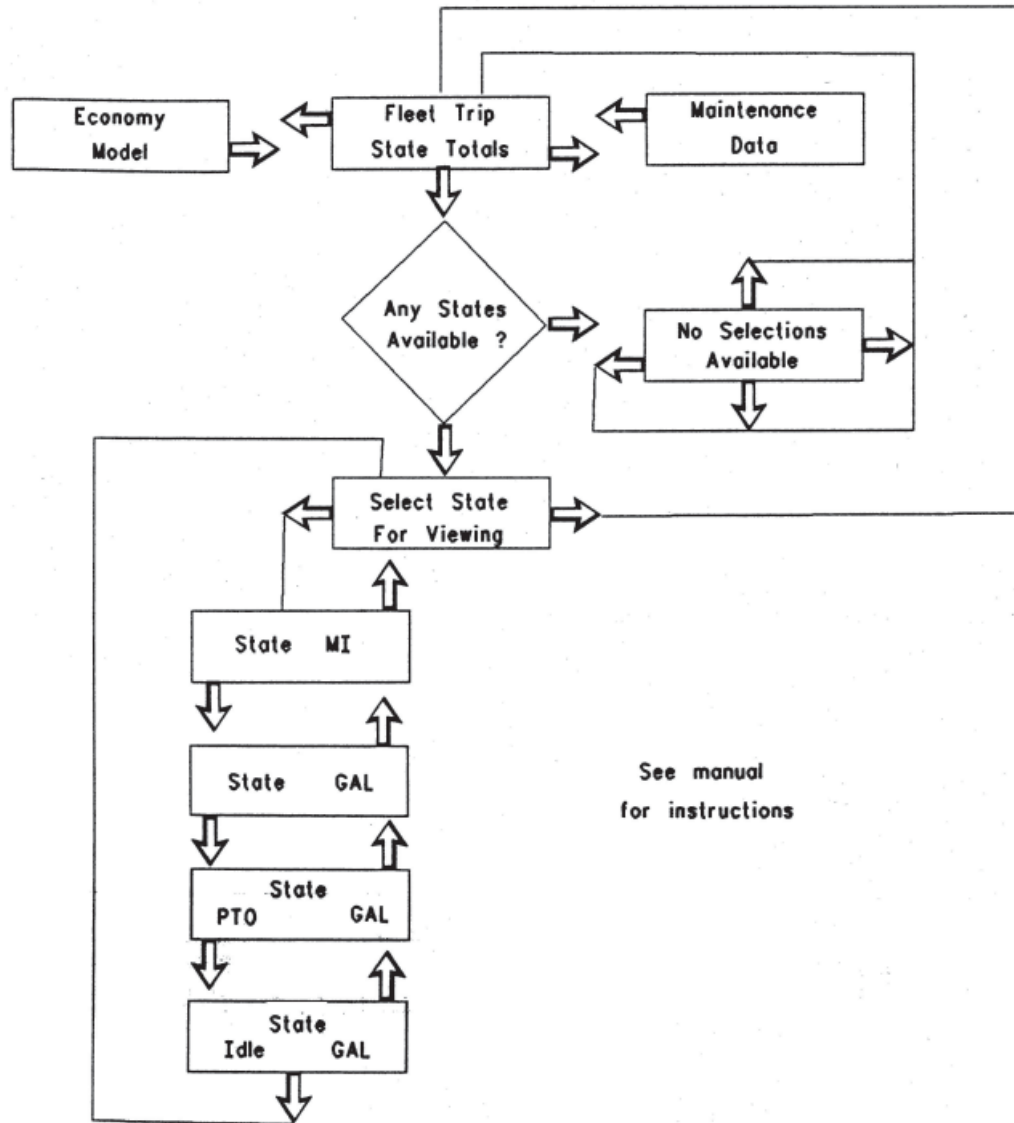 Economy
Model
Fleet Trip
State Totals
Maintenance
Data
Any States
Available ?
No Selections
Available
Select State
For Viewing
State MI
State GAL
See manual
for instructions
State
PTO GAL
State
Idle GAL